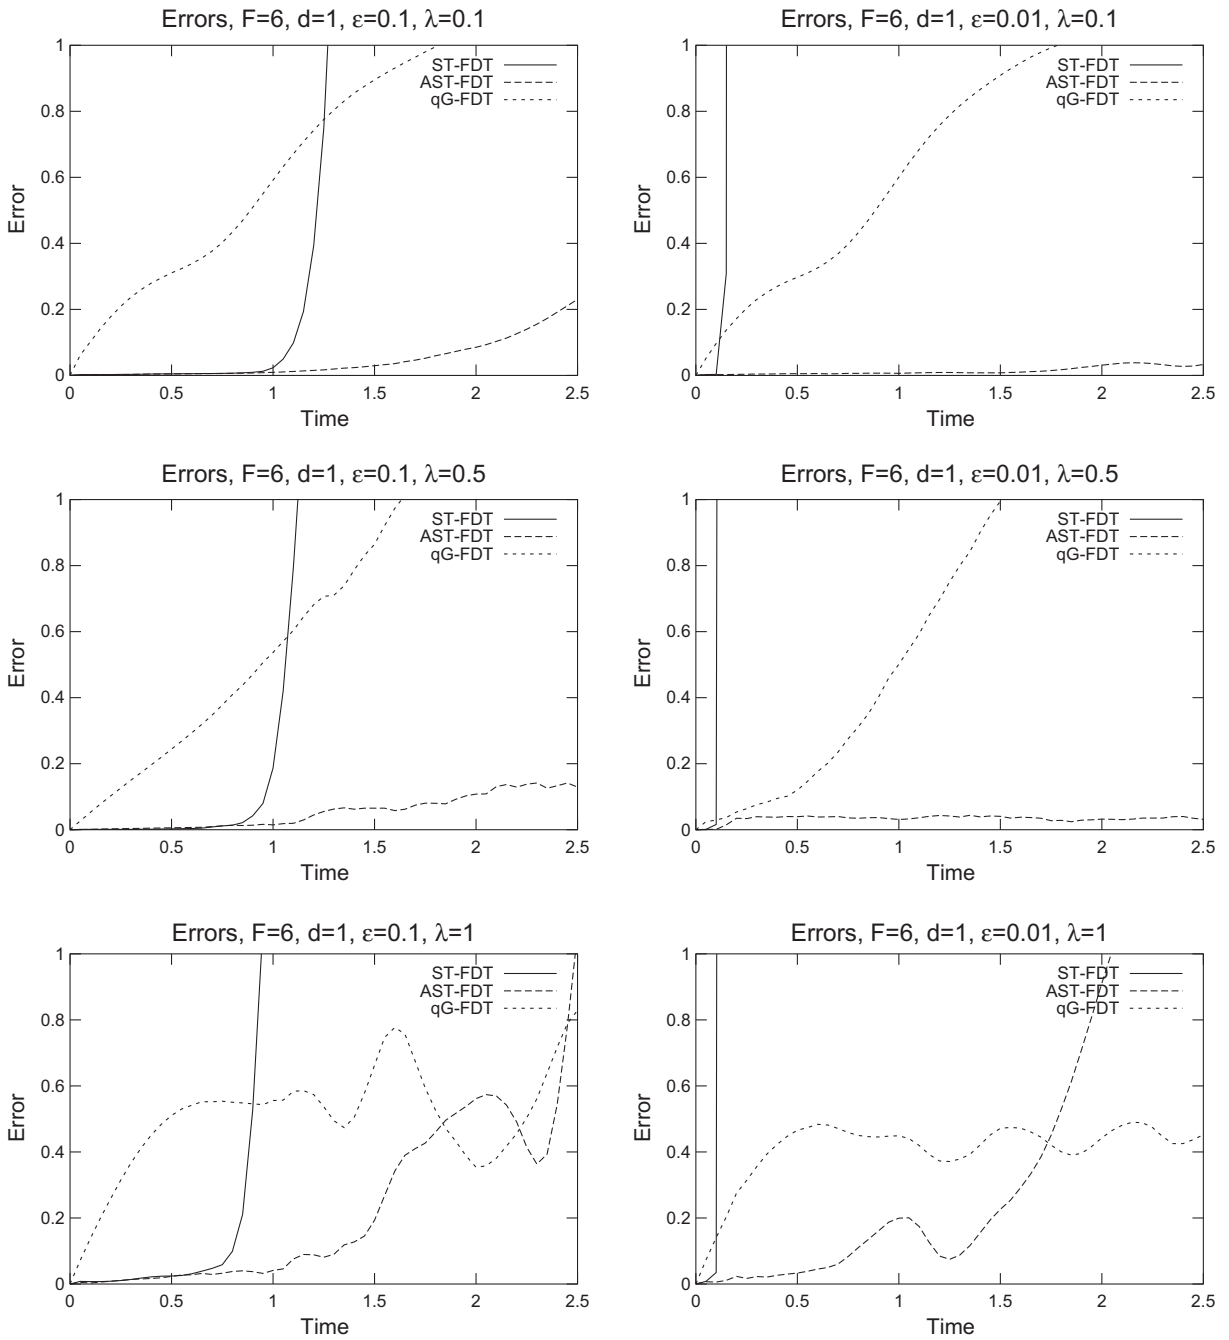 Errors, F=6, d=1, ε=0.1, λ=0.1
ST-FDT
AST-FDT
qG-FDT
Error
1
0.8
0.6
0.4
0.2
0
0 0.5 1 1.5 2 2.5
Time
Errors, F=6, d=1, ε=0.01, λ=0.1
ST-FDT
AST-FDT
qG-FDT
Error
1
0.8
0.6
0.4
0.2
0
0 0.5 1 1.5 2 2.5
Time
Errors, F=6, d=1, ε=0.1, λ=0.5
ST-FDT
AST-FDT
qG-FDT
Error
1
0.8
0.6
0.4
0.2
0
0 0.5 1 1.5 2 2.5
Time
Errors, F=6, d=1, ε=0.01, λ=0.5
ST-FDT
AST-FDT
qG-FDT
Error
1
0.8
0.6
0.4
0.2
0
0 0.5 1 1.5 2 2.5
Time
Errors, F=6, d=1, ε=0.1, λ=1
ST-FDT
AST-FDT
qG-FDT
Error
1
0.8
0.6
0.4
0.2
0
0 0.5 1 1.5 2 2.5
Time
Errors, F=6, d=1, ε=0.01, λ=1
ST-FDT
AST-FDT
qG-FDT
Error
1
0.8
0.6
0.4
0.2
0
0 0.5 1 1.5 2 2.5
Time